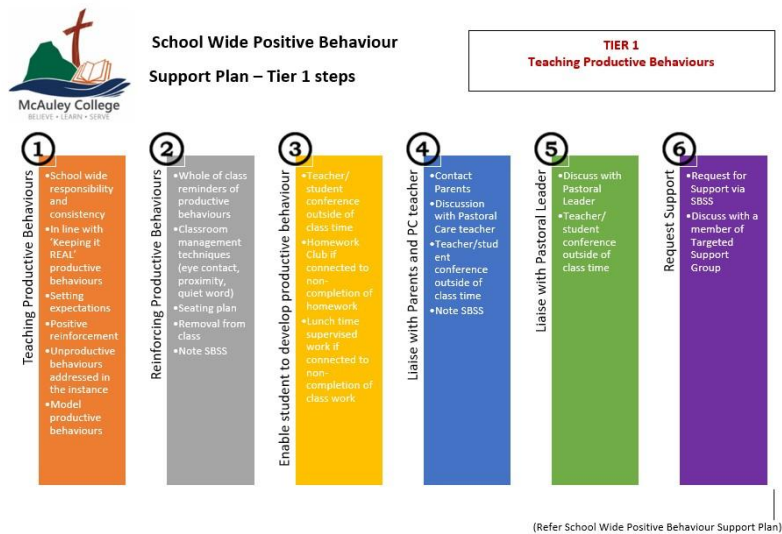 McAuley College
BELIEVE • LEARN • SERVE
School Wide Positive Behaviour
Support Plan – Tier 1 steps
TIER 1
Teaching Productive Behaviours
1
Teaching Productive Behaviours
•School wide
responsibility
and
consistency
•In line with
'Keeping it
REAL'
productive
behaviours
•Setting
expectations
•Positive
reinforcement
•Unproductive
behaviours
addressed in
the instance
•Model
productive
behaviours
2
Reinforcing Productive Behaviours
•Whole of class
reminders of
productive
behaviours
•Classroom
management
techniques
(eye contact,
proximity,
quiet word)
•Seating plan
•Removal from
class
•Note SBSS
3
Enable student to develop productive behaviour
•Teacher/
student
conference
outside of
class time
•Homework
Club if
connected to
non-
completion of
homework
•Lunch time
supervised
work if
connected to
non-
completion of
class work
4
Liaise with Parents and PC teacher
•Contact
Parents
•Discussion
with Pastoral
Care teacher
•Teacher/stud
ent
conference
outside of
class time
•Note SBSS
5
Liaise with Pastoral Leader
•Discuss with
Pastoral
Leader
•Teacher/
student
conference
outside of
class time
6
Request Support
•Request for
Support via
SBSS
•Discuss with a
member of
Targeted
Support
Group
(Refer School Wide Positive Behaviour Support Plan)